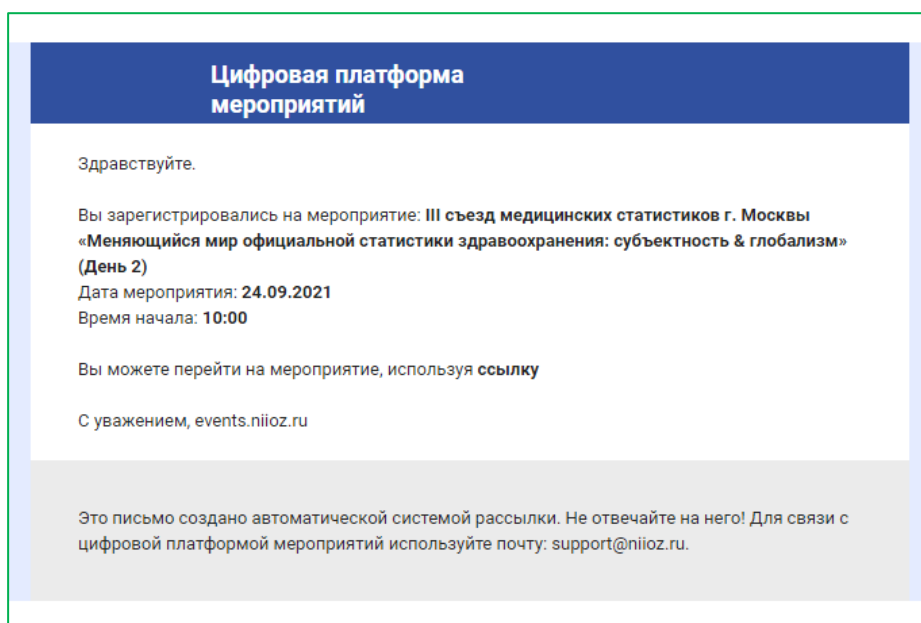 Цифровая платформа
мероприятий
Здравствуйте.
Вы зарегистрировались на мероприятие: III съезд медицинских статистиков г. Москвы
«Меняющийся мир официальной статистики здравоохранения: субъектность & глобализм»
(День 2)
Дата мероприятия: 24.09.2021
Время начала: 10:00
Вы можете перейти на мероприятие, используя ссылку
С уважением, events.niioz.ru
Это письмо создано автоматической системой рассылки. Не отвечайте на него! Для связи с
цифровой платформой мероприятий используйте почту: support@niioz.ru.